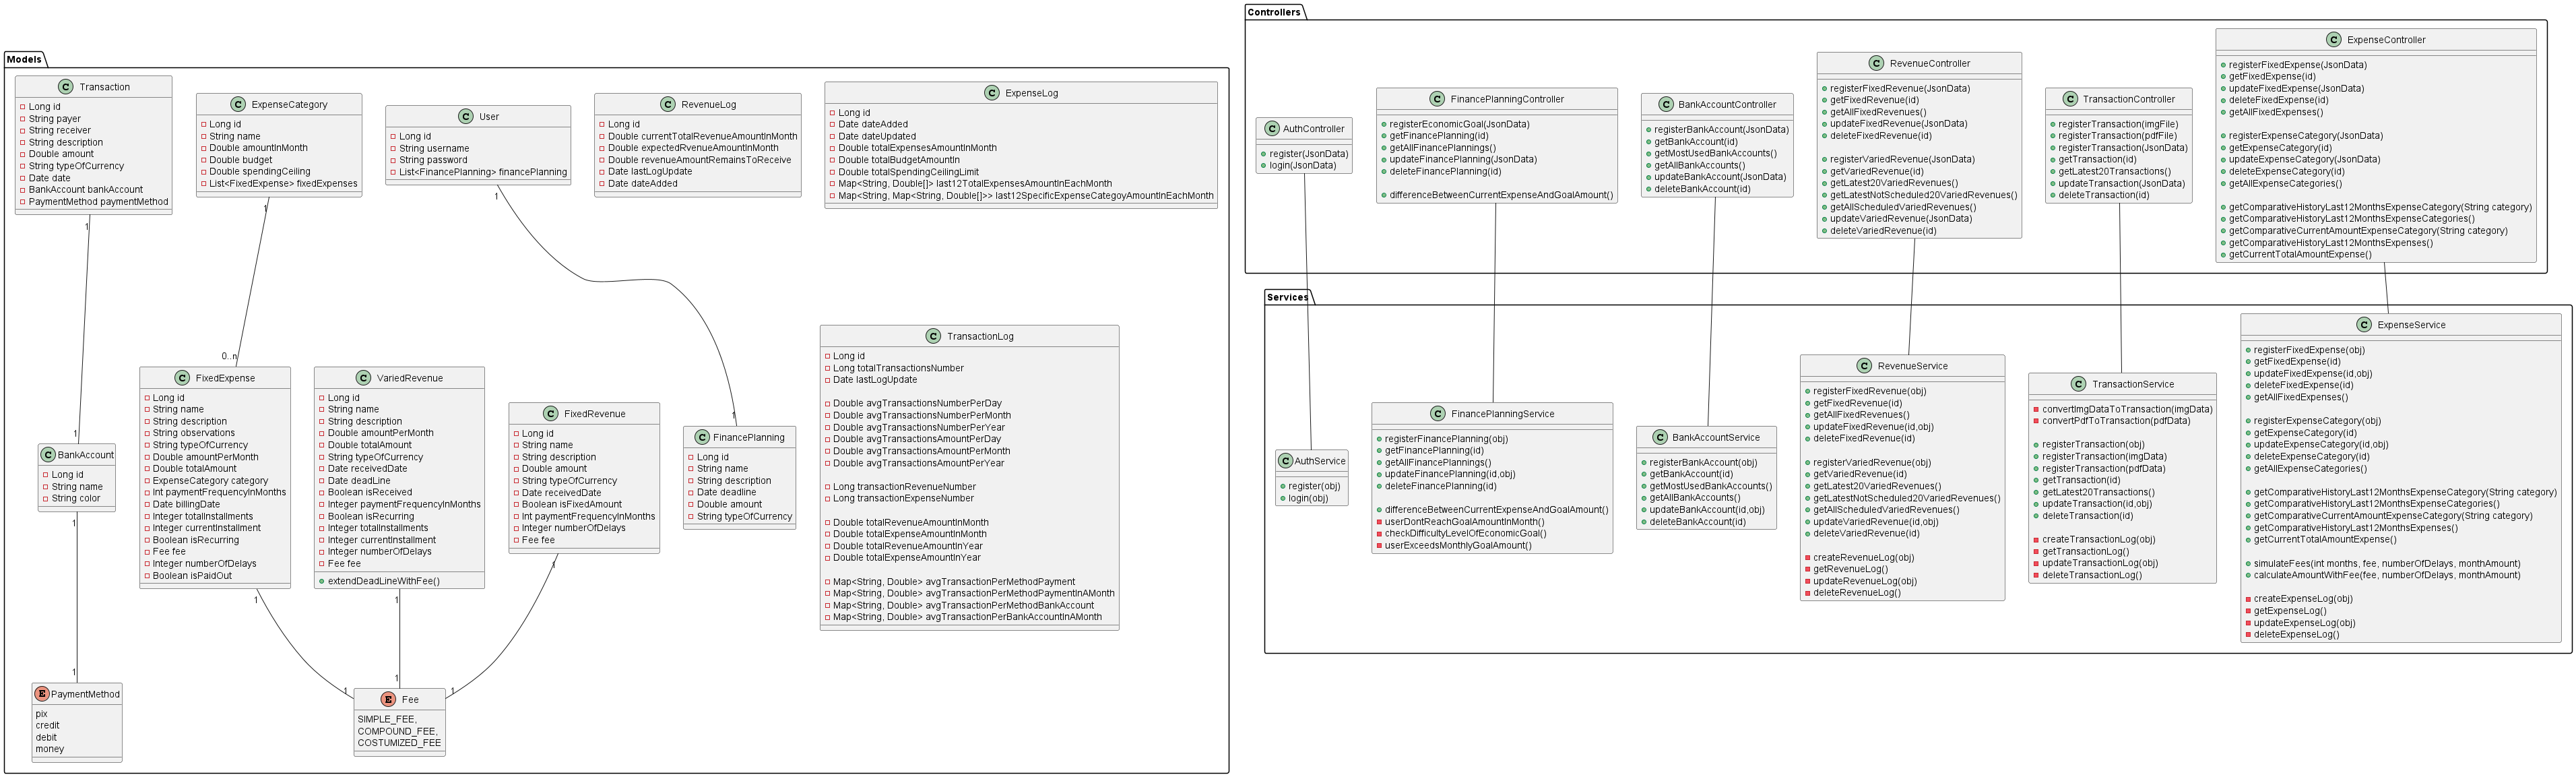 Models
C Transaction
Long id
String payer
String receiver
String description
Double amount
String typeOfCurrency
Date date
BankAccount bankAccount
PaymentMethod paymentMethod
C ExpenseCategory
Long id
String name
Double amountInMonth
Double budget
Double spendingCeiling
List<FixedExpense> fixedExpenses
C User
Long id
String username
String password
List<FinancePlanning> financePlanning
C RevenueLog
Long id
Double currentTotalRevenueAmountInMonth
Double expectedRvenueAmountInMonth
Double revenueAmountRemainsToReceive
Date lastLogUpdate
Date dateAdded
C ExpenseLog
Long id
Date dateAdded
Date dateUpdated
Double totalExpensesAmountInMonth
Double totalBudgetAmountIn
Double totalSpendingCeilingLimit
Map<String, Double[]> last12TotalExpensesAmountInEachMonth
Map<String, Map<String, Double[]>> last12SpecificExpenseCategoyAmountInEachMonth
1
1
1
0..n
1
1
C FixedExpense
Long id
String name
String description
String observations
String typeOfCurrency
Double amountPerMonth
Double totalAmount
ExpenseCategory category
Int paymentFrequencyInMonths
Date billingDate
Integer totalInstallments
Integer currentInstallment
Boolean isRecurring
Fee fee
Integer numberOfDelays
Boolean isPaidOut
C VariedRevenue
Long id
String name
String description
Double amountPerMonth
Double totalAmount
String typeOfCurrency
Date receivedDate
Date deadLine
Boolean isReceived
Integer paymentFrequencyInMonths
Boolean isRecurring
Integer totalInstallments
Integer currentInstallment
Integer numberOfDelays
Fee fee
extendDeadLineWithFee()
C FixedRevenue
Long id
String name
String description
Double amount
String typeOfCurrency
Date receivedDate
Boolean isFixedAmount
Int paymentFrequencyInMonths
Integer numberOfDelays
Fee fee
C FinancePlanning
Long id
String name
String description
Date deadline
Double amount
String typeOfCurrency
C TransactionLog
Long id
Long totalTransactionsNumber
Date lastLogUpdate
Double avgTransactionsNumberPerDay
Double avgTransactionsNumberPerMonth
Double avgTransactionsNumberPerYear
Double avgTransactionsAmountPerDay
Double avgTransactionsAmountPerMonth
Double avgTransactionsAmountPerYear
Long transactionRevenueNumber
Long transactionExpenseNumber
Double totalRevenueAmountInMonth
Double totalExpenseAmountInMonth
Double totalRevenueAmountInYear
Double totalExpenseAmountInYear
Map<String, Double> avgTransactionPerMethodPayment
Map<String, Double> avgTransactionPerMethodPaymentInAMonth
Map<String, Double> avgTransactionPerMethodBankAccount
Map<String, Double> avgTransactionPerBankAccountInAMonth
C BankAccount
Long id
String name
String color
1
1
1
1
1
1
1
1
E PaymentMethod
pix
credit
debit
money
E Fee
SIMPLE_FEE,
COMPOUND_FEE,
COSTUMIZED_FEE
Controllers
C AuthController
register(JsonData)
login(JsonData)
C FinancePlanningController
registerEconomicGoal(JsonData)
getFinancePlanning(id)
getAllFinancePlannings()
updateFinancePlanning(JsonData)
deleteFinancePlanning(id)
differenceBetweenCurrentExpenseAndGoalAmount()
C BankAccountController
registerBankAccount(JsonData)
getBankAccount(id)
getMostUsedBankAccounts()
getAllBankAccounts()
updateBankAccount(JsonData)
deleteBankAccount(id)
C RevenueController
registerFixedRevenue(JsonData)
getFixedRevenue(id)
getAllFixedRevenues()
updateFixedRevenue(JsonData)
deleteFixedRevenue(id)
registerVariedRevenue(JsonData)
getVariedRevenue(id)
getLatest20VariedRevenues()
getLatestNotScheduled20VariedRevenues()
getAllScheduledVariedRevenues()
updateVariedRevenue(JsonData)
deleteVariedRevenue(id)
C TransactionController
registerTransaction(imgFile)
registerTransaction(pdfFile)
registerTransaction(JsonData)
getTransaction(id)
getLatest20Transactions()
updateTransaction(JsonData)
deleteTransaction(id)
C ExpenseController
registerFixedExpense(JsonData)
getFixedExpense(id)
updateFixedExpense(JsonData)
deleteFixedExpense(id)
getAllFixedExpenses()
registerExpenseCategory(JsonData)
getExpenseCategory(id)
updateExpenseCategory(JsonData)
deleteExpenseCategory(id)
getAllExpenseCategories()
getComparativeHistoryLast12MonthsExpenseCategory(String category)
getComparativeHistoryLast12MonthsExpenseCategories()
getComparativeCurrentAmountExpenseCategory(String category)
getComparativeHistoryLast12MonthsExpenses()
getCurrentTotalAmountExpense()
Services
C AuthService
register(obj)
login(obj)
C FinancePlanningService
registerFinancePlanning(obj)
getFinancePlanning(id)
getAllFinancePlannings()
updateFinancePlanning(id,obj)
deleteFinancePlanning(id)
differenceBetweenCurrentExpenseAndGoalAmount()
userDontReachGoalAmountInMonth()
checkDifficultyLevelOfEconomicGoal()
userExceedsMonthlyGoalAmount()
C BankAccountService
registerBankAccount(obj)
getBankAccount(id)
getMostUsedBankAccounts()
getAllBankAccounts()
updateBankAccount(id,obj)
deleteBankAccount(id)
C RevenueService
registerFixedRevenue(obj)
getFixedRevenue(id)
getAllFixedRevenues()
updateFixedRevenue(id,obj)
deleteFixedRevenue(id)
registerVariedRevenue(obj)
getVariedRevenue(id)
getLatest20VariedRevenues()
getLatestNotScheduled20VariedRevenues()
getAllScheduledVariedRevenues()
updateVariedRevenue(id,obj)
deleteVariedRevenue(id)
createRevenueLog(obj)
getRevenueLog()
updateRevenueLog(obj)
deleteRevenueLog()
C TransactionService
convertImgDataToTransaction(imgData)
convertPdfToTransaction(pdfData)
registerTransaction(obj)
registerTransaction(imgData)
registerTransaction(pdfData)
getTransaction(id)
getLatest20Transactions()
updateTransaction(id,obj)
deleteTransaction(id)
createTransactionLog(obj)
getTransactionLog()
updateTransactionLog(obj)
deleteTransactionLog()
C ExpenseService
registerFixedExpense(obj)
getFixedExpense(id)
updateFixedExpense(id,obj)
deleteFixedExpense(id)
getAllFixedExpenses()
registerExpenseCategory(obj)
getExpenseCategory(id)
updateExpenseCategory(id,obj)
deleteExpenseCategory(id)
getAllExpenseCategories()
getComparativeHistoryLast12MonthsExpenseCategory(String category)
getComparativeHistoryLast12MonthsExpenseCategories()
getComparativeCurrentAmountExpenseCategory(String category)
getComparativeHistoryLast12MonthsExpenses()
getCurrentTotalAmountExpense()
simulateFees(int months, fee, numberOfDelays, monthAmount)
calculateAmountWithFee(fee, numberOfDelays, monthAmount)
createExpenseLog(obj)
getExpenseLog()
updateExpenseLog(obj)
deleteExpenseLog()